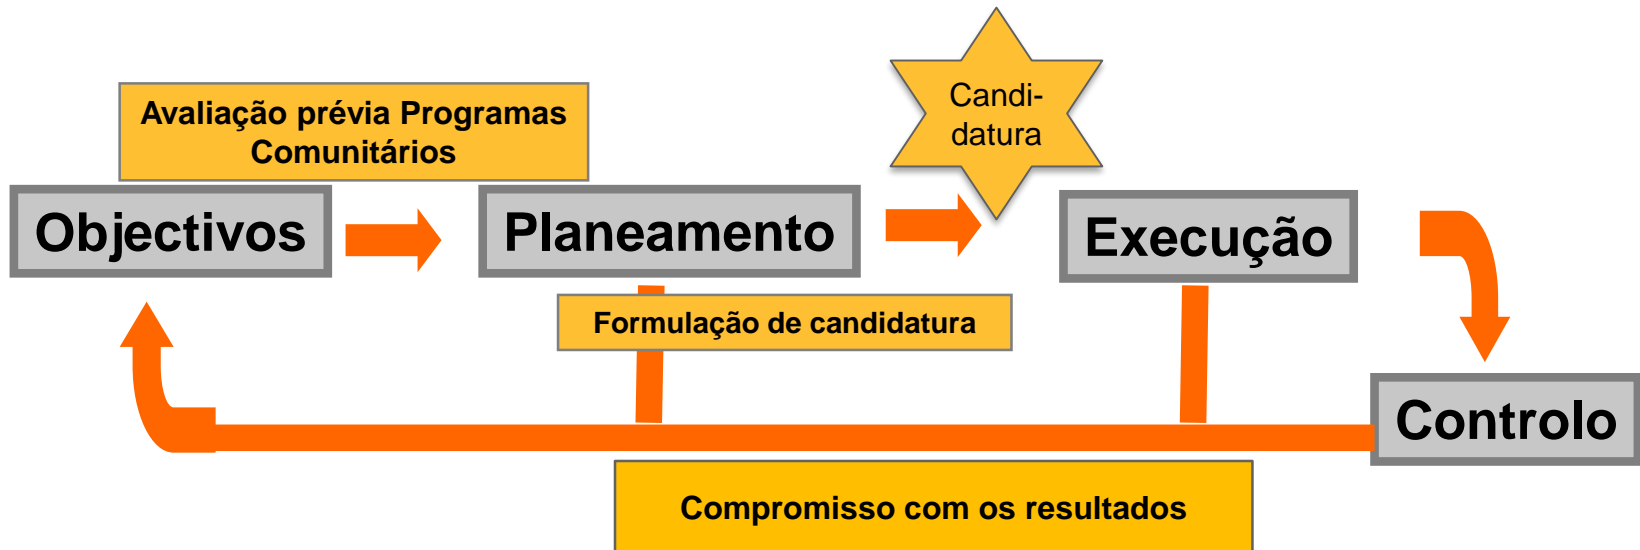 Avaliação prévia Programas
Comunitários
Candi-
datura
Objectivos
Planeamento
Execução
Formulação de candidatura
Controlo
Compromisso com os resultados